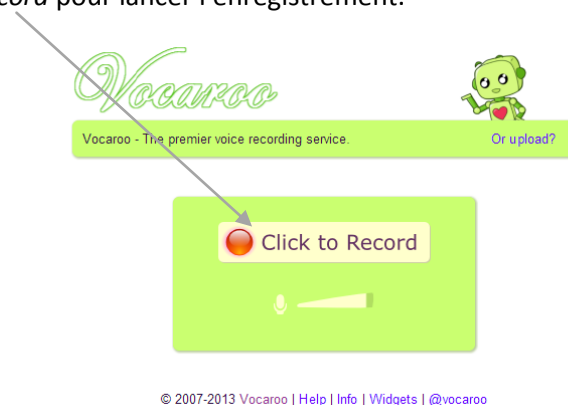 cord pour lancer l'enregistrement.
Vocaroo
Vocaroo - The premier voice recording service.
Or upload?
Click to Record
© 2007-2013 Vocaroo | Help | Info | Widgets | @vocaroo